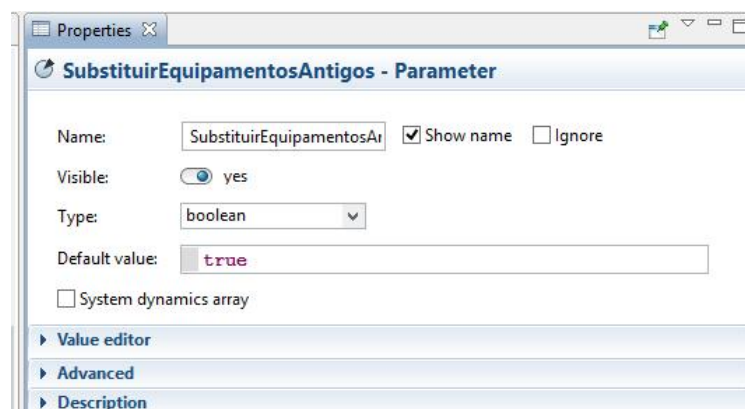 Properties
SubstituirEquipamentosAntigos - Parameter
Name: SubstituirEquipamentosAr Show name Ignore
Visible: yes
Type: boolean
Default value: true
System dynamics array
Value editor
Advanced
Description